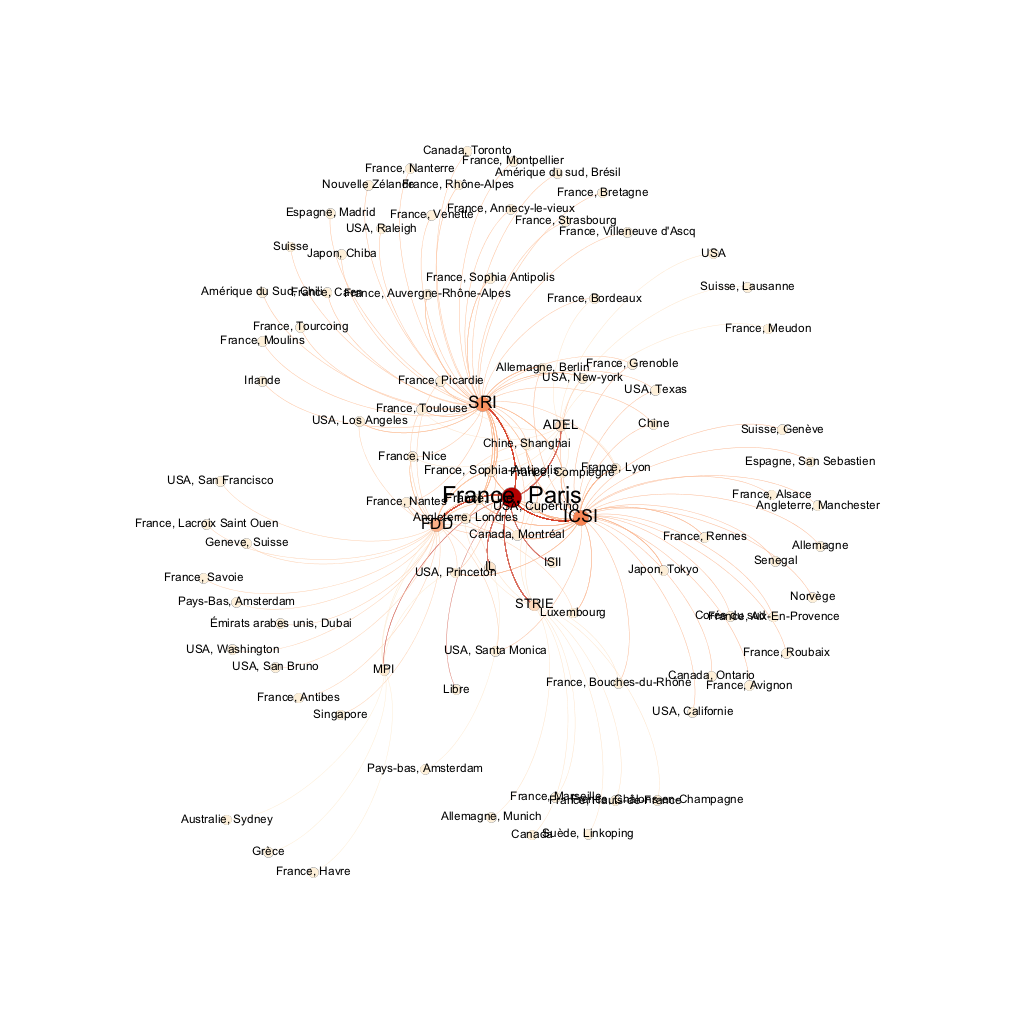 Canada, Toronto
France, Montpellier
France, Nanterre
Amérique du sud, Brésil
Nouvelle Zélande
France, Rhône-Alpes
France, Bretagne
France, Annecy-le-vieux
Espagne, Madrid
France, Venette
France, Strasbourg
USA, Raleigh
France, Villeneuve d'Ascq
Suisse
Japon, Chiba
USA
France, Sophia Antipolis
Suisse, Lausanne
Amérique du Sud, Chili
France, Caen
France, Auvergne-Rhône-Alpes
France, Bordeaux
France, Tourcoing
France, Meudon
France, Moulins
France, Grenoble
Allemagne, Berlin
USA, New-york
Irlande
France, Picardie
USA, Texas
SRI
France, Toulouse
USA, Los Angeles
ADEL
Chine
Suisse, Genève
Chine, Shanghai
France, Nice
Espagne, San Sebastien
France, Lyon
France, Sophia-Antipolis
France, Compiègne
USA, San Francisco
France, Paris
France, Alsace
France, Nantes
USA, Cupertino
Angleterre, Manchester
Angleterre, Londres
ICSI
FDD
France, Lacroix Saint Ouen
Canada, Montréal
France, Rennes
Geneve, Suisse
Allemagne
ISII
Senegal
IL
USA, Princeton
Japon, Tokyo
France, Savoie
Norvège
Pays-Bas, Amsterdam
STRIE
Luxembourg
Corée du sud
France, Aix-En-Provence
Émirats arabes unis, Dubai
USA, Washington
USA, Santa Monica
France, Roubaix
USA, San Bruno
MPI
Canada, Ontario
France, Bouches-du-Rhône
France, Avignon
Libre
France, Antibes
USA, Californie
Singapore
Pays-bas, Amsterdam
France, Marseille
France, Hauts-de-France
France, Châlons-en-Champagne
Allemagne, Munich
Australie, Sydney
Canada
Suède, Linkoping
Grèce
France, Havre